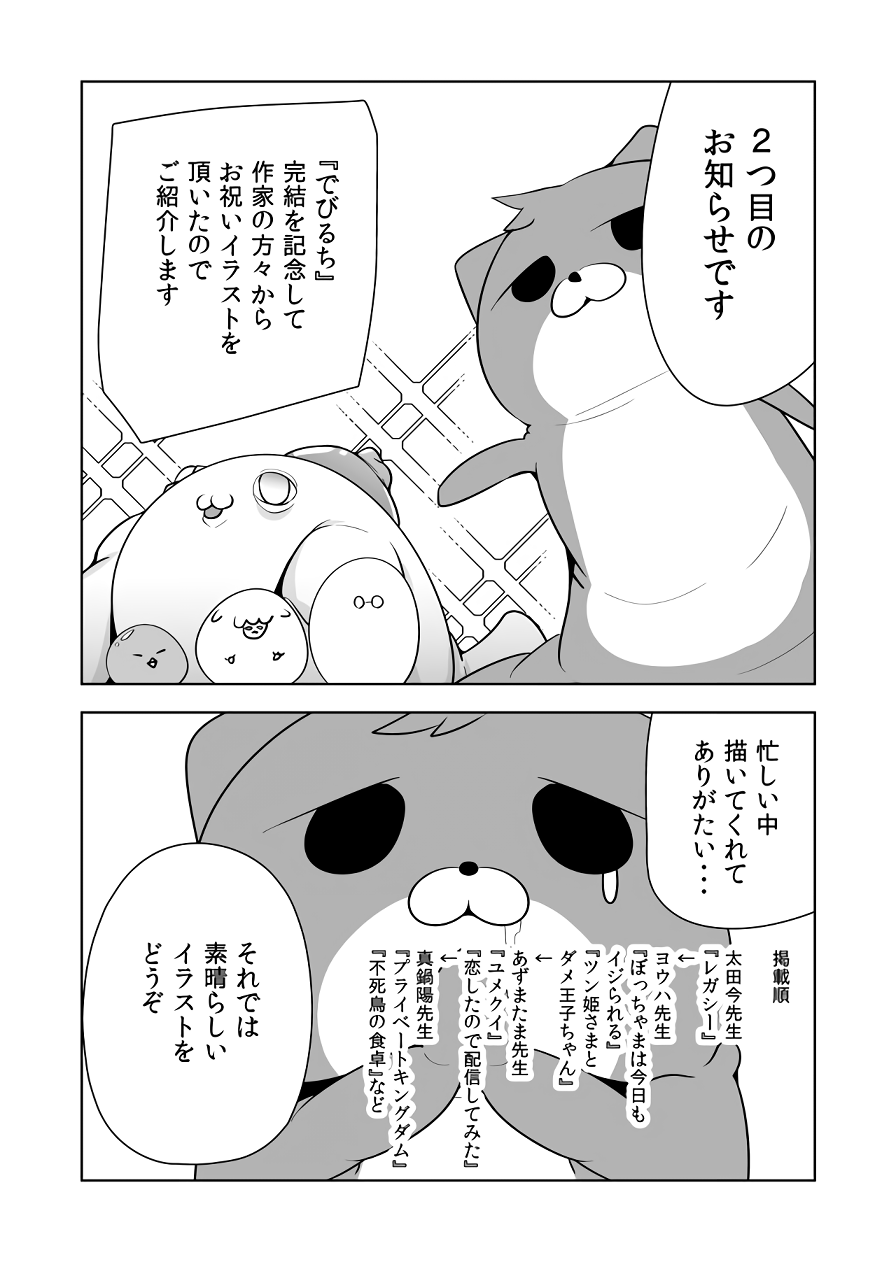 ２つ目の
お知らせです
『でびるち』
完結を記念して
作家の方々から
お祝いイラストを
頂いたので
ご紹介します
忙しい中
描いてくれて
ありがたい・・・
掲載順
太田今先生
『レガシー』
↓
ヨウハ先生
『ぼっちゃまは今日も
イジられる』
『ツン姫さまと
ダメ王子ちゃん』
↓
あずまたま先生
『ユメクイ』
『恋したので配信してみた』
↓
真鍋陽先生
『プライベートキングダム』
『不死鳥の食卓』など
それでは
素晴らしい
イラストを
どうぞ